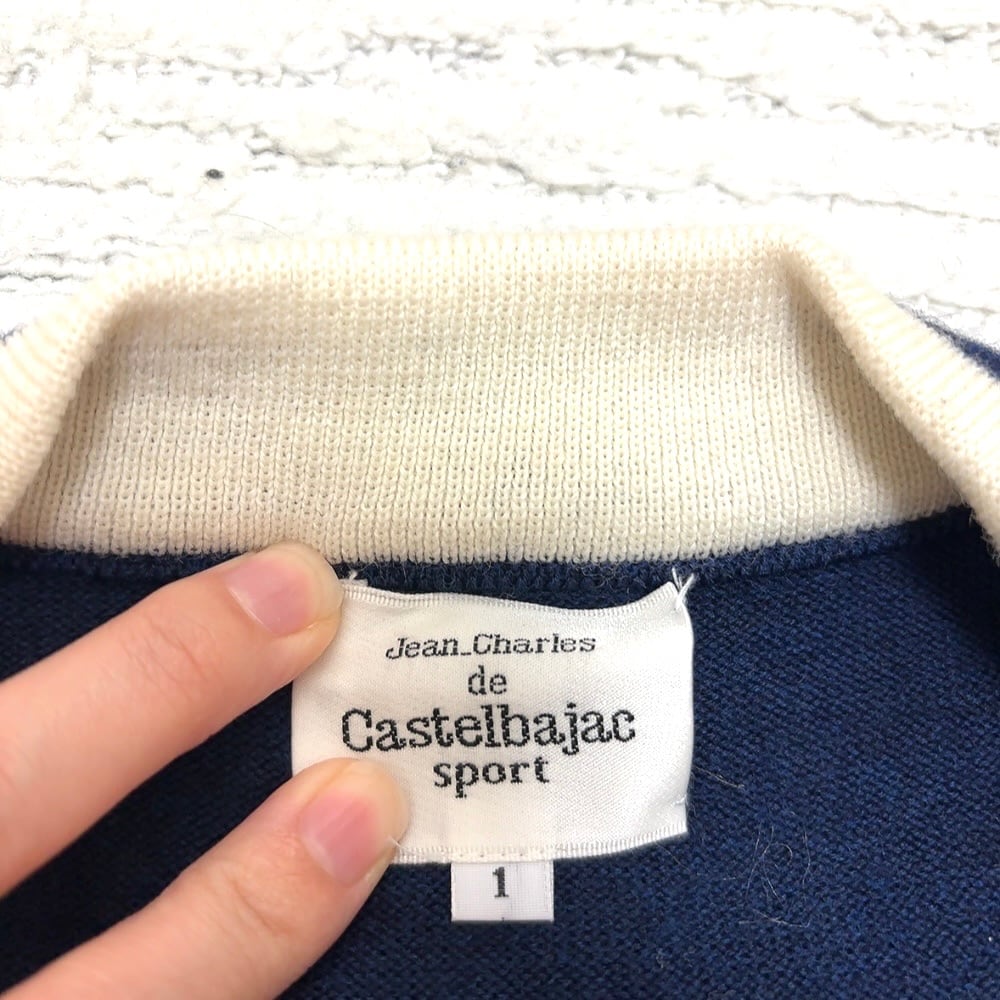 Jean_Charles
de
Castelbajac
sport
1